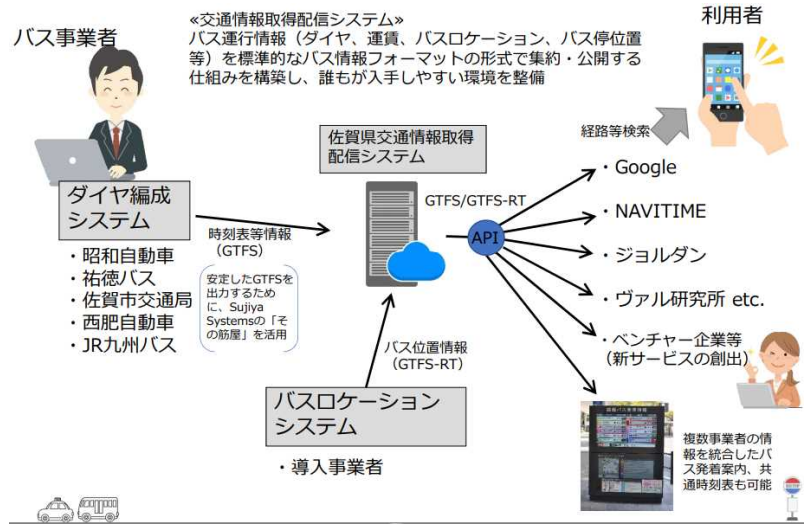 «交通情報取得配信システム»
バス運行情報（ダイヤ、運賃、バスロケーション、バス停位置
等）を標準的なバス情報フォーマットの形式で集約・公開する
仕組みを構築し、誰もが入手しやすい環境を整備
バス事業者
利用者
ダイヤ編成
システム
・昭和自動車
・祐徳バス
・佐賀市交通局
・西肥自動車
・JR九州バス
時刻表等情報
（GTFS）
安定したGTFSを
出力するため
に、Sujiya
Systemsの「そ
の筋屋」を活用
佐賀県交通情報取得
配信システム
GTFS/GTFS-RT
API
バス位置情報
（GTFS-RT）
バスロケーション
システム
・導入事業者
経路等検索
・Google
・NAVITIME
・ジョルダン
・ヴァル研究所 etc.
・ベンチャー企業等
（新サービスの創出）
複数事業者の情
報を統合したバ
ス発着案内、共
通時刻表も可能